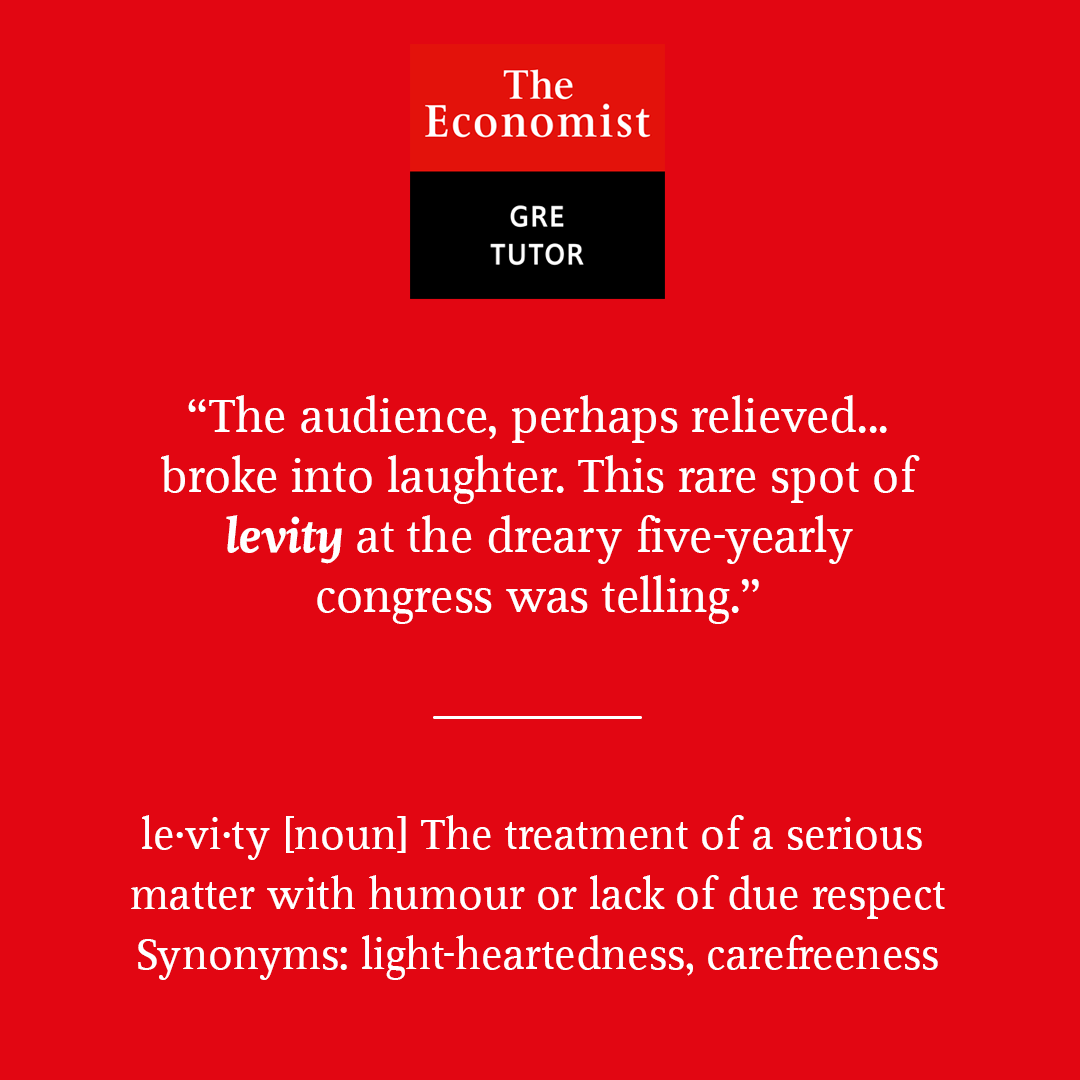 The
Economist
GRE
TUTOR
“The audience, perhaps relieved...
broke into laughter. This rare spot of
levity at the dreary five-yearly
congress was telling.”
le·vi·ty [noun] The treatment of a serious
matter with humour or lack of due respect
Synonyms: light-heartedness, carefreeness